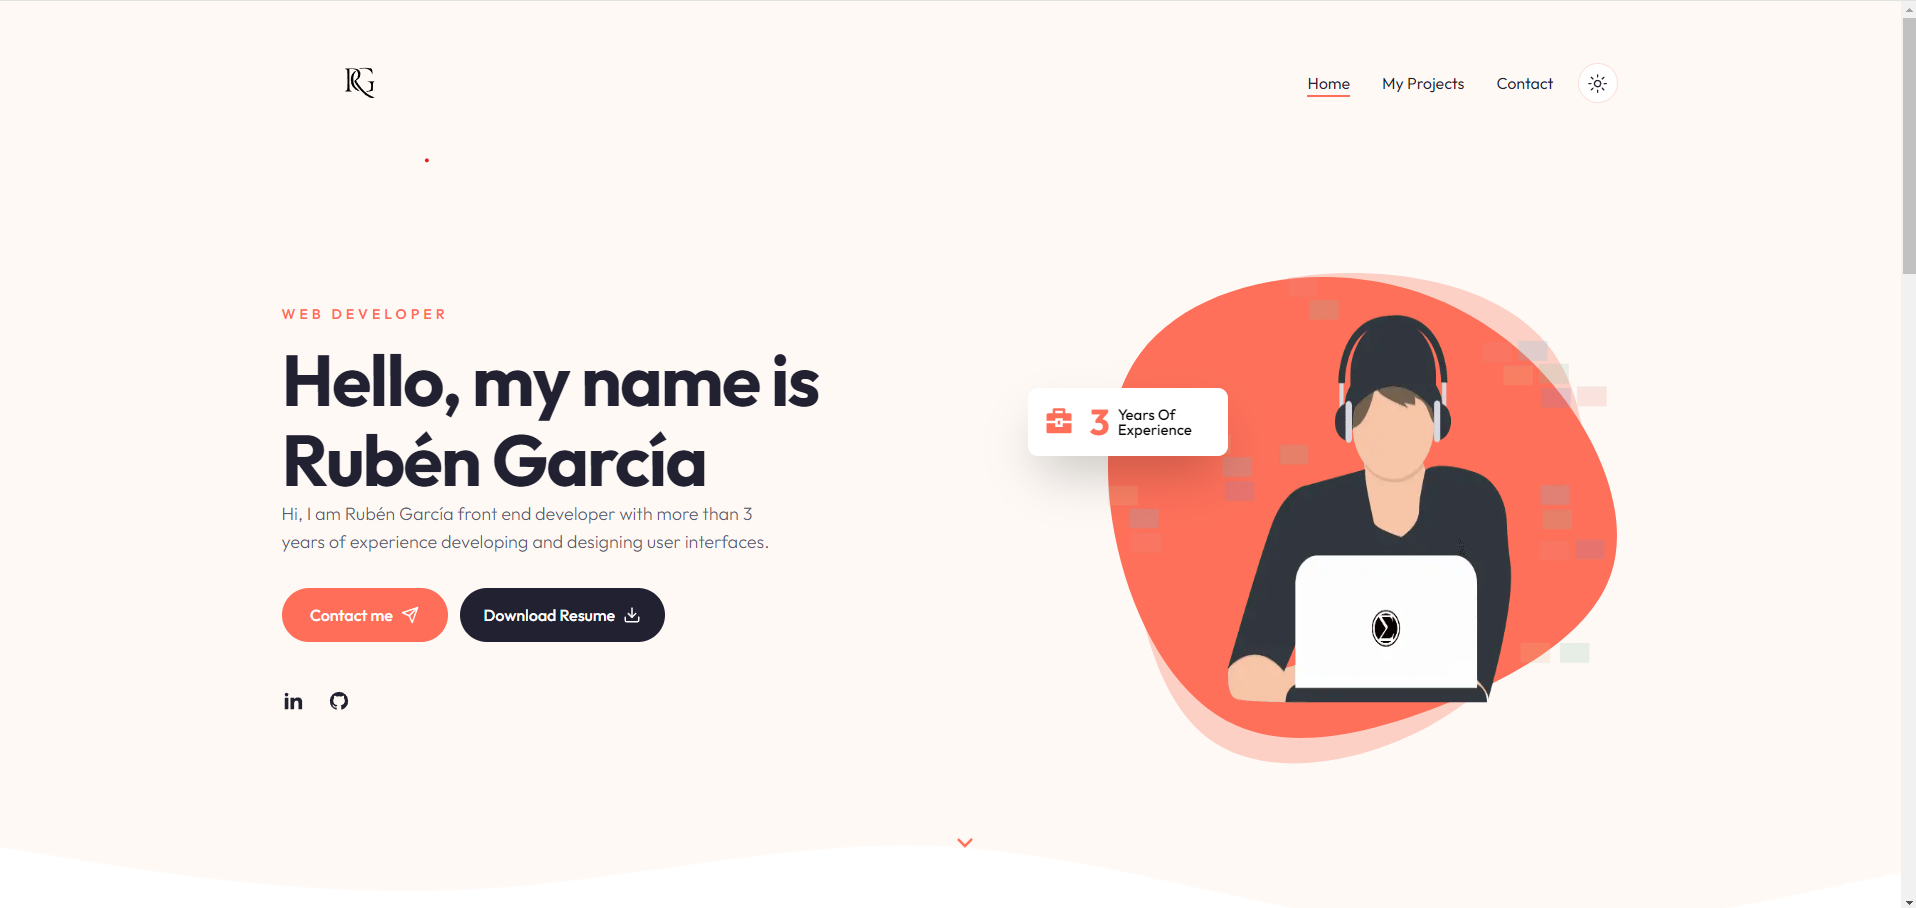 RG
Home My Projects Contact
WEB DEVELOPER
Hello, my name is
Rubén García
Hi, I am Rubén García front end developer with more than 3
years of experience developing and designing user interfaces.
Contact me
Download Resume
in
3 Years Of
Experience
Σ